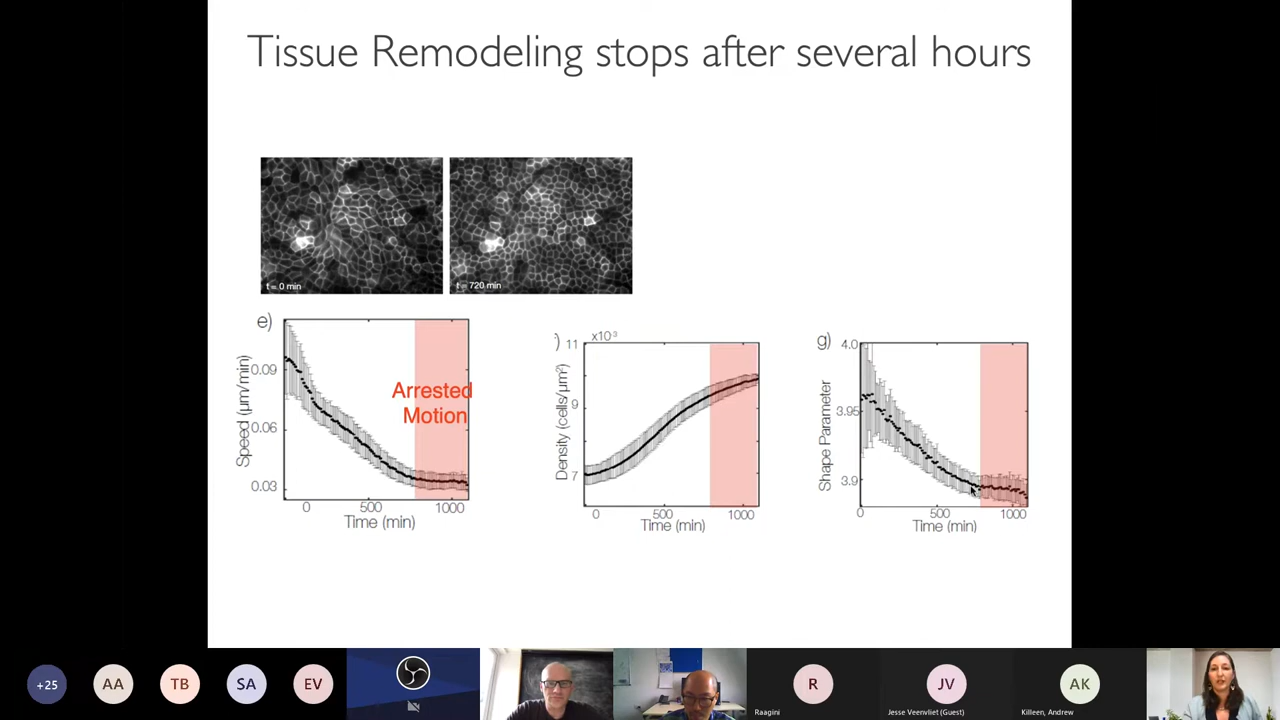 Tissue Remodeling stops after several hours
t = 0 min
t = 720 min
e)
Speed (μm/min)
0.09
0.06
0.03
Arrested
Motion
0
500
1000
Time (min)
)
x10-3
Density (cells/μm²)
11
9
7
0
500
1000
Time (min)
g)
Shape Parameter
4.0
3.95
3.9
0
500
1000
Time (min)
+25
AA
TB
SA
EV
R
Raagini
JV
Jesse Veenvliet (Guest)
AK
Killeen, Andrew